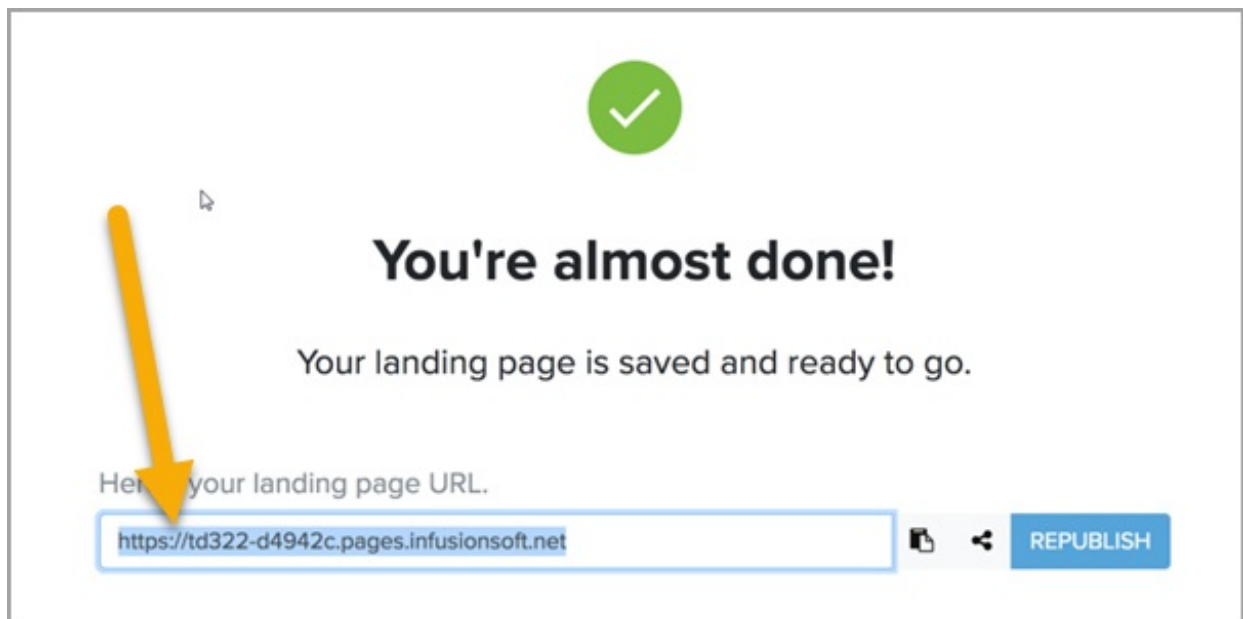 You're almost done!
Your landing page is saved and ready to go.
your landing page URL.
https://td322-d4942c.pages.infusionsoft.net REPUBLISH